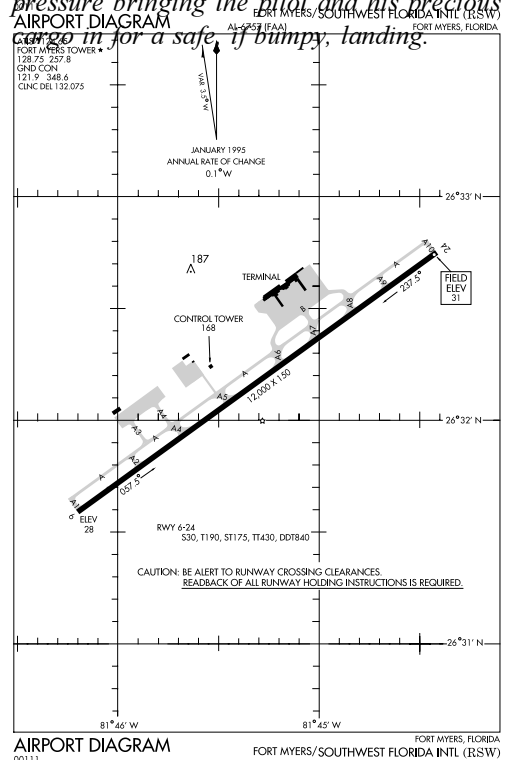 pressure bringing the pilot and his precious
cargo in for a safe, if bumpy, landing.
AIRPORT DIAGRAM
AL-6757 (FAA)
FORT MYERS/SOUTHWEST FLORIDA INTL (RSW)
FORT MYERS, FLORIDA
FORT MYERS TOWER ★
128.75 257.8
GND CON
121.9 348.6
CLNC DEL 132.075
VAR 3.5° W
JANUARY 1995
ANNUAL RATE OF CHANGE
0.1° W
26°33' N
187
TERMINAL
CONTROL TOWER
168
A10
24
A
A9
237.5°
FIELD
ELEV
31
A8
B
A7
A6
A
12,000 X 150
A5
26°32' N
A4
A4
A3
A
A2
A
057.5°
A1
6
ELEV
28
RWY 6-24
S30, T190, ST175, TT430, DDT840
CAUTION: BE ALERT TO RUNWAY CROSSING CLEARANCES.
READBACK OF ALL RUNWAY HOLDING INSTRUCTIONS IS REQUIRED.
26°31' N
81°46' W
81°45' W
AIRPORT DIAGRAM
00111
FORT MYERS, FLORIDA
FORT MYERS/SOUTHWEST FLORIDA INTL (RSW)